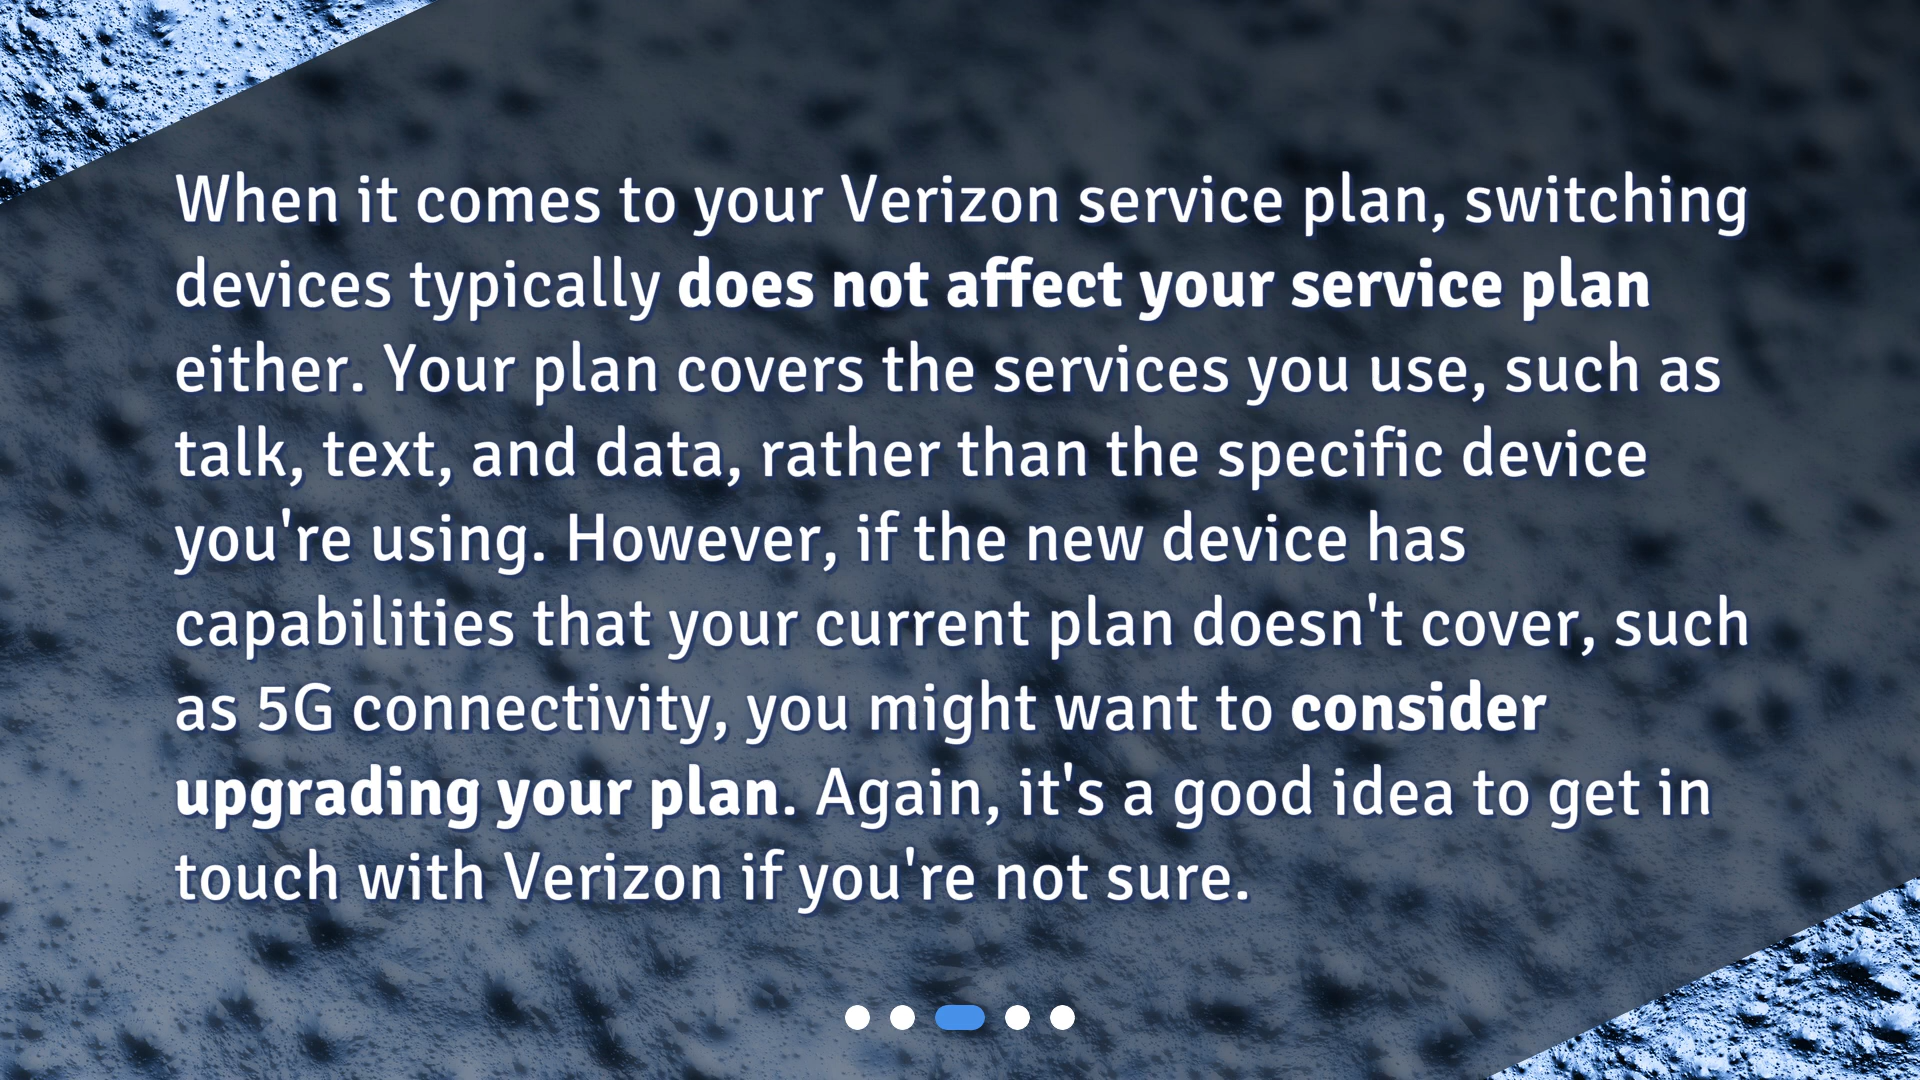 When it comes to your Verizon service plan, switching
devices typically does not affect your service plan
either. Your plan covers the services you use, such as
talk, text, and data, rather than the specific device
you're using. However, if the new device has
capabilities that your current plan doesn't cover, such
as 5G connectivity, you might want to consider
upgrading your plan. Again, it's a good idea to get in
touch with Verizon if you're not sure.